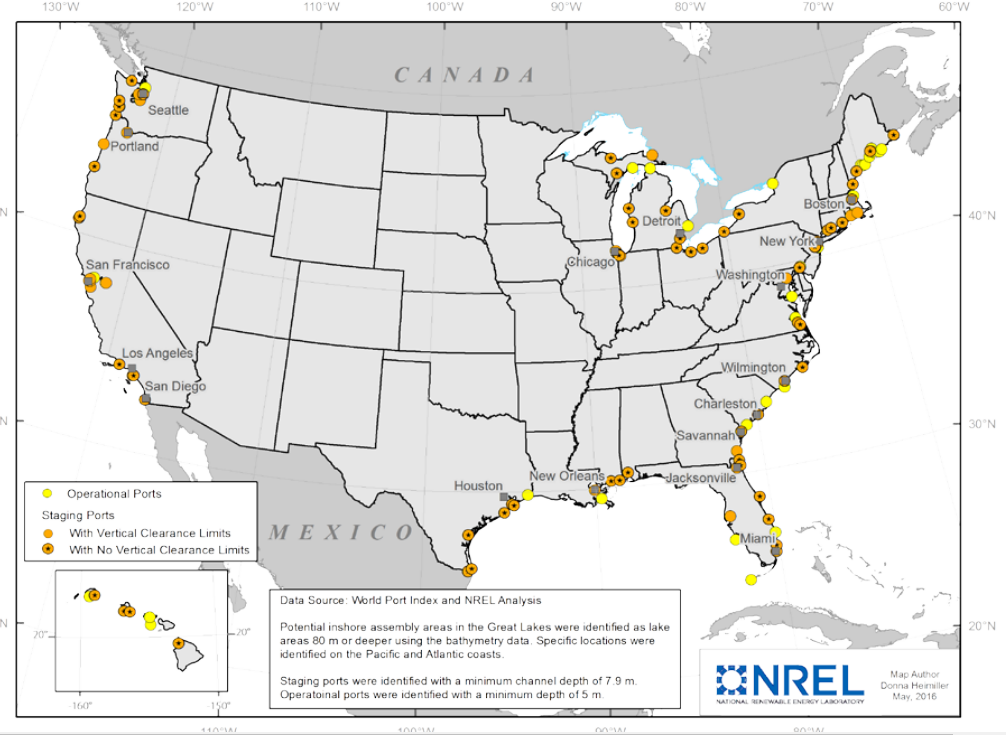 130°W 120°W 110°W 100°W 90°W 80°W 70°W 60°W
CANADA
Seattle
Portland
Boston
N 40°N
Detroit
New York
San Francisco
Chicago
Washington
Los Angeles
Wilmington
San Diego
Charleston
N 30°N
Savannah
New Orleans
Jacksonville
Houston
Operational Ports
Staging Ports
With Vertical Clearance Limits
With No Vertical Clearance Limits
MEXICO
Miami
Data Source: World Port Index and NREL Analysis
Potential inshore assembly areas in the Great Lakes were identified as lake
areas 80 m or deeper using the bathymetry data. Specific locations were
identified on the Pacific and Atlantic coasts.
Staging ports were identified with a minimum channel depth of 7.9 m.
Operatoinal ports were identified with a minimum depth of 5 m.
N 20°N
20° 20°
-160° -150°
NREL
NATIONAL RENEWABLE ENERGY LABORATORY
Map Author
Donna Heimiller
May, 2016
110°W 100°W 90°W 80°W